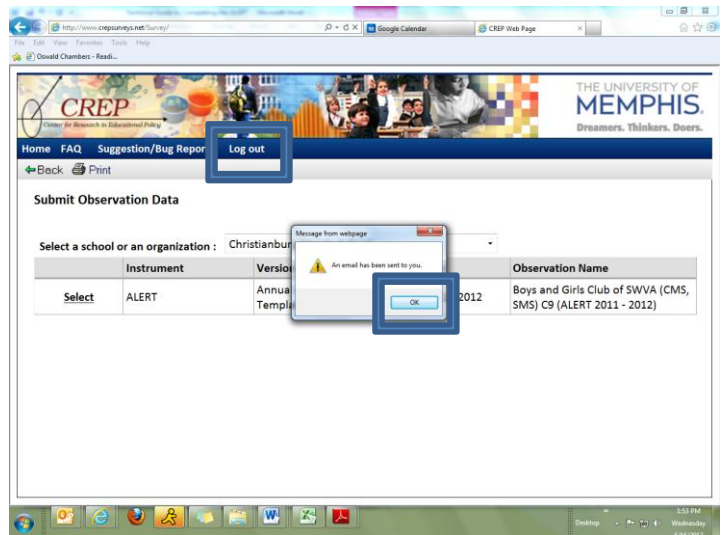 http://www.crepsurveys.net/Survey/
Google Calendar
CREP Web Page
File Edit View Favorites Tools Help
Oswald Chambers - Readi...
CREP
Center for Research in Educational Policy
THE UNIVERSITY OF
MEMPHIS.
Dreamers. Thinkers. Doers.
Home FAQ Suggestion/Bug Repor Log out
Back Print
Submit Observation Data
Select a school or an organization : Christianbur
Message from webpage
An email has been sent to you.
OK
Instrument Version Observation Name
Select ALERT Annua 2012 Boys and Girls Club of SWVA (CMS,
Templa SMS) C9 (ALERT 2011 - 2012)
1:53 PM
Desktop Wednesday